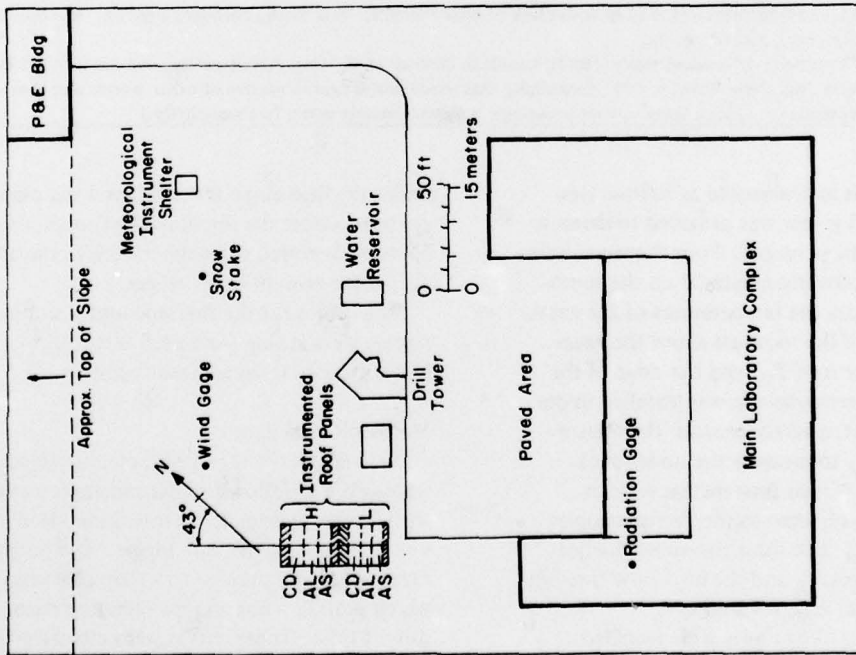 P&E Bldg
Approx. Top of Slope
Meteorological
Instrument
Shelter
Snow
Stake
Wind Gage
N
43°
Water
Reservoir
Instrumented
Roof Panels
H
L
CD
AL
AS
CD
AL
AS
Drill
Tower
0 50 ft
0 15 meters
Paved Area
Radiation Gage
Main Laboratory Complex